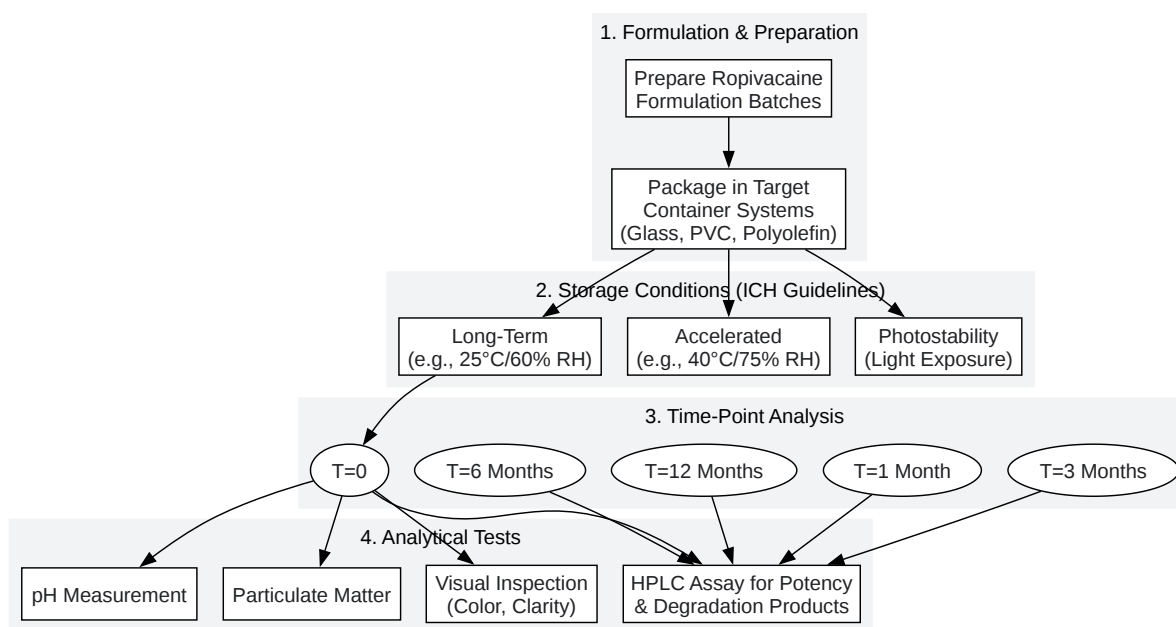 1. Formulation & Preparation
Prepare Ropivacaine
Formulation Batches
Package in Target
Container Systems
(Glass, PVC, Polyolefin)
2. Storage Conditions (ICH Guidelines)
Long-Term
(e.g., 25°C/60% RH)
Accelerated
(e.g., 40°C/75% RH)
Photostability
(Light Exposure)
3. Time-Point Analysis
T=0
T=6 Months
T=12 Months
T=1 Month
T=3 Months
4. Analytical Tests
pH Measurement
Particulate Matter
Visual Inspection
(Color, Clarity)
HPLC Assay for Potency
& Degradation Products